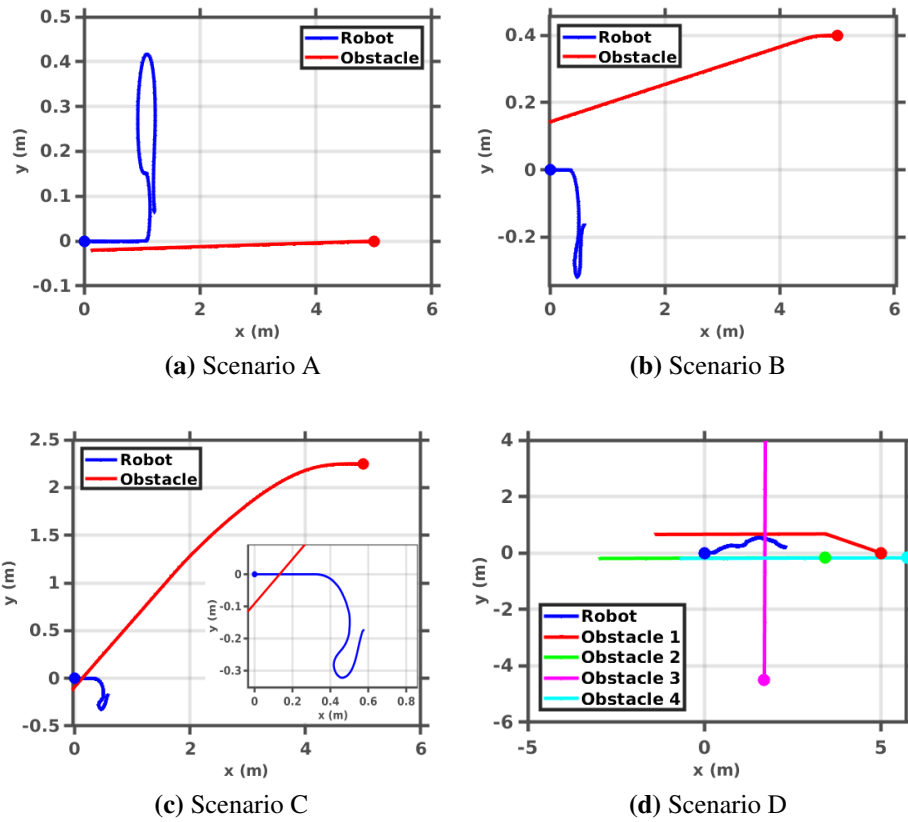 0.5
0.4
0.3
0.2
0.1
0
-0.1
y (m)
0
2
4
6
x (m)
Robot
Obstacle
(a) Scenario A
0.4
0.2
0
-0.2
y (m)
0
2
4
6
x (m)
Robot
Obstacle
(b) Scenario B
2.5
2
1.5
1
0.5
0
-0.5
y (m)
0
2
4
6
x (m)
Robot
Obstacle
0
-0.1
-0.2
-0.3
y (m)
0
0.2
0.4
0.6
0.8
x (m)
(c) Scenario C
4
2
0
-2
-4
-6
y (m)
-5
0
5
x (m)
Robot
Obstacle 1
Obstacle 2
Obstacle 3
Obstacle 4
(d) Scenario D